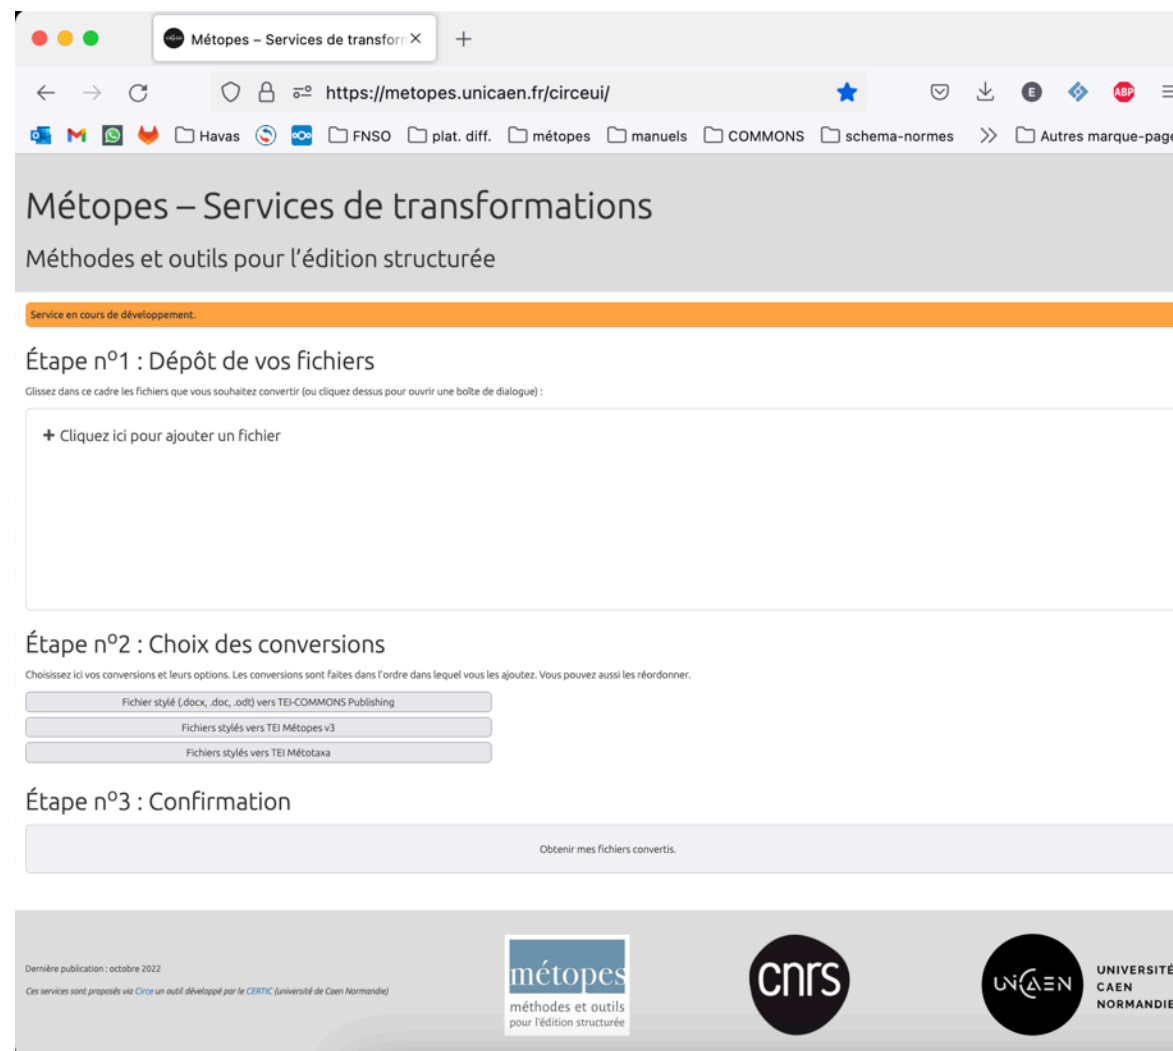 Métopes – Services de transform
https://metopes.unicaen.fr/circeui/
E
ABP
Havas
FNSO
plat. diff.
métopes
manuels
COMMONS
schema-normes
Autres marque-page
Métopes – Services de transformations
Méthodes et outils pour l'édition structurée
Service en cours de développement.
Étape nº1 : Dépôt de vos fichiers
Glissez dans ce cadre les fichiers que vous souhaitez convertir (ou cliquez dessus pour ouvrir une boîte de dialogue) :
+ Cliquez ici pour ajouter un fichier
Étape nº2 : Choix des conversions
Choisissez ici vos conversions et leurs options. Les conversions sont faites dans l'ordre dans lequel vous les ajoutez. Vous pouvez aussi les réordonner.
Fichier stylé (.docx, .doc, .odt) vers TEI-COMMONS Publishing
Fichiers stylés vers TEI Métopes v3
Fichiers stylés vers TEI Métotaxa
Étape nº3 : Confirmation
Obtenir mes fichiers convertis.
Dernière publication : octobre 2022
Ces services sont proposés via Circe un outil développé par le CERTIC (université de Caen Normandie)
métopes
méthodes et outils
pour l'édition structurée
cnrs
UNICAEN
UNIVERSITÉ
CAEN
NORMANDIE